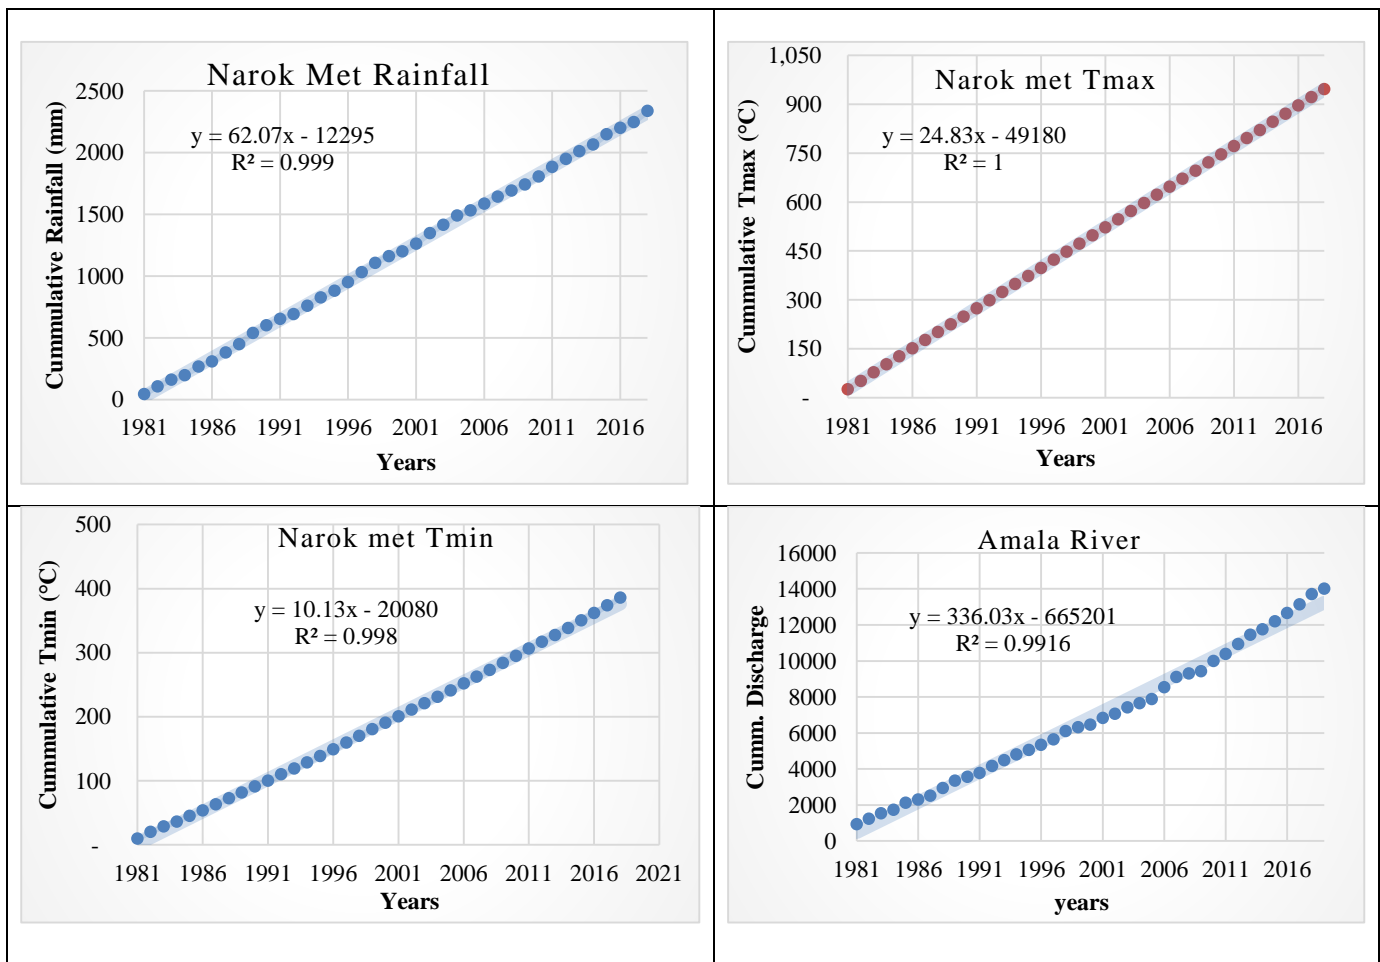 Narok Met Rainfall
Cummulative Rainfall (mm)
2500
2000
1500
1000
500
0
y = 62.07x - 12295
R² = 0.999
1981 1986 1991 1996 2001 2006 2011 2016
Years
Narok met Tmax
Cumulative Tmax (°C)
1,050
900
750
600
450
300
150
-
y = 24.83x - 49180
R² = 1
1981 1986 1991 1996 2001 2006 2011 2016
Years
Narok met Tmin
Cummulative Tmin (°C)
500
400
300
200
100
-
y = 10.13x - 20080
R² = 0.998
1981 1986 1991 1996 2001 2006 2011 2016 2021
Years
Amala River
Cumm. Discharge
16000
14000
12000
10000
8000
6000
4000
2000
0
y = 336.03x - 665201
R² = 0.9916
1981 1986 1991 1996 2001 2006 2011 2016
years